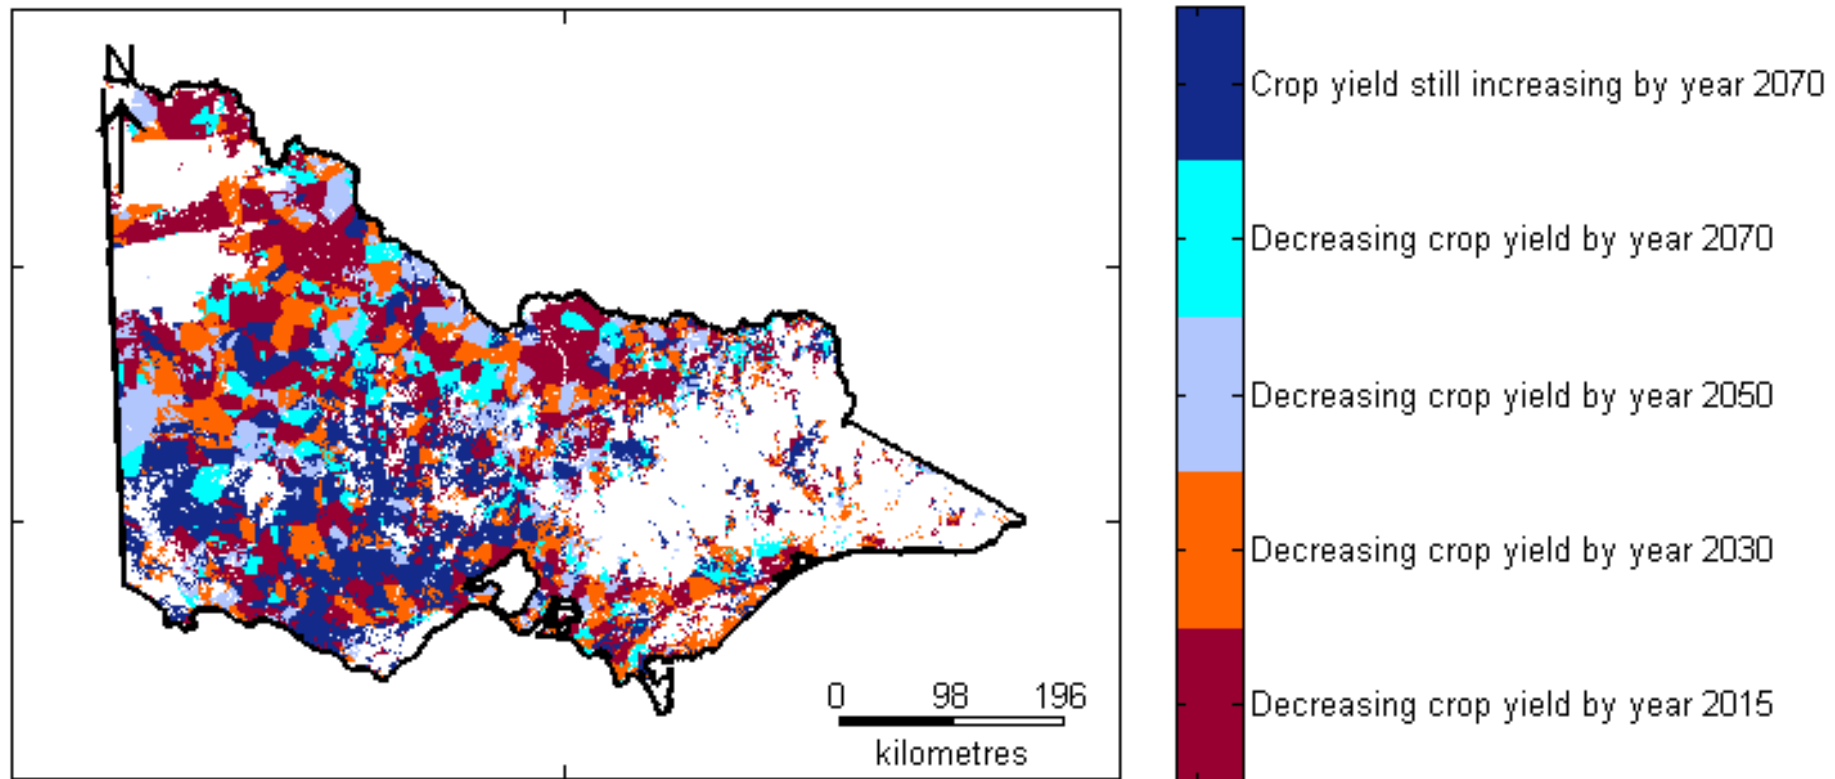 N
0 98 196
kilometres
Crop yield still increasing by year 2070
Decreasing crop yield by year 2070
Decreasing crop yield by year 2050
Decreasing crop yield by year 2030
Decreasing crop yield by year 2015